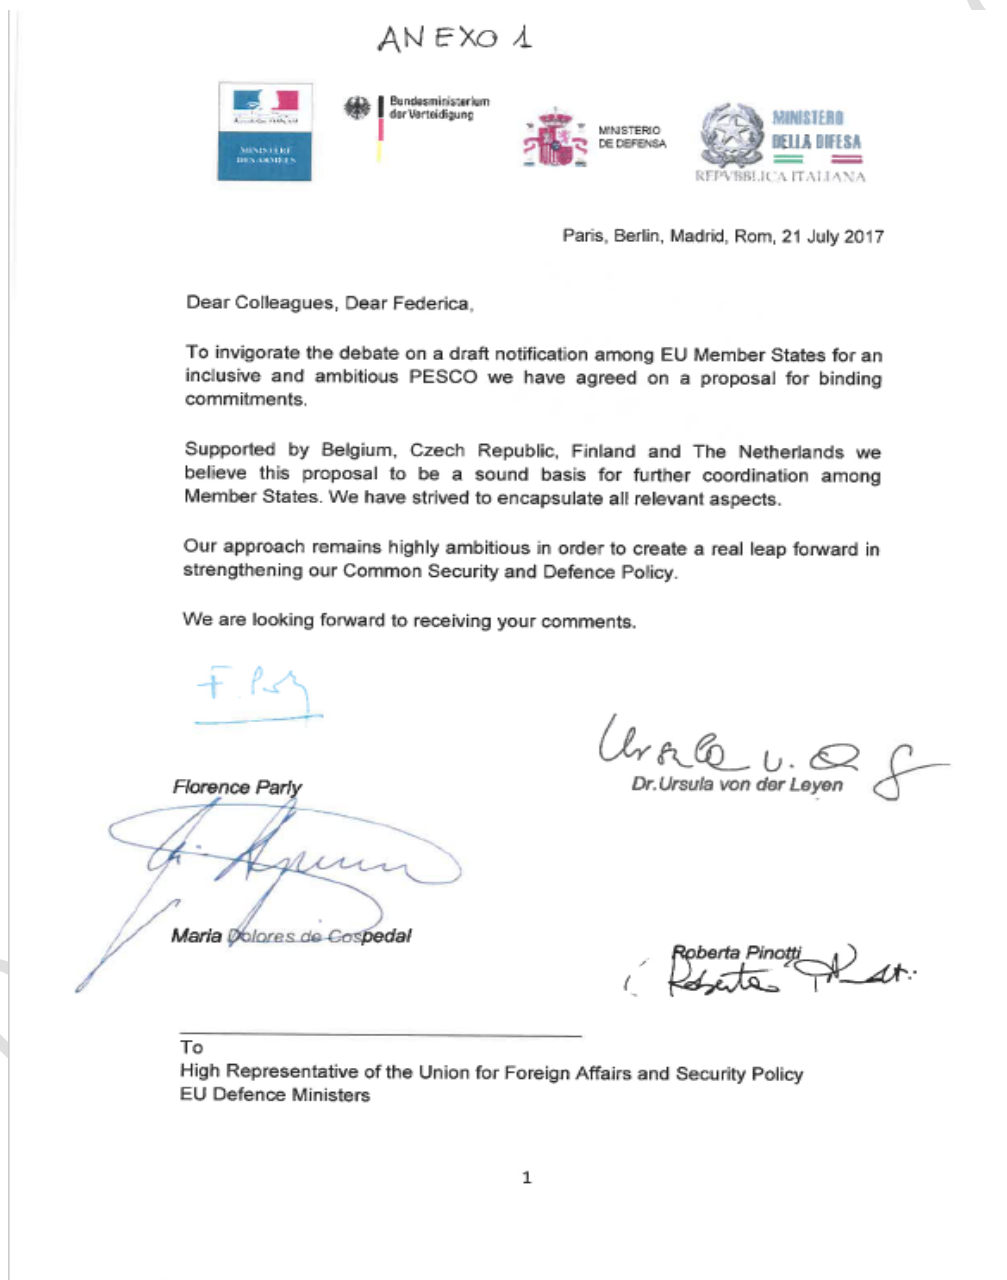 ANEXO 1
MINISTÈRE
DES ARMÉES
Bundesministerium
der Verteidigung
MINISTERIO
DE DEFENSA
MINISTERO
DELLA DIFESA
REPVBBLICA ITALIANA
Paris, Berlin, Madrid, Rom, 21 July 2017
Dear Colleagues, Dear Federica,
To invigorate the debate on a draft notification among EU Member States for an
inclusive and ambitious PESCO we have agreed on a proposal for binding
commitments.
Supported by Belgium, Czech Republic, Finland and The Netherlands we
believe this proposal to be a sound basis for further coordination among
Member States. We have strived to encapsulate all relevant aspects.
Our approach remains highly ambitious in order to create a real leap forward in
strengthening our Common Security and Defence Policy.
We are looking forward to receiving your comments.
Florence Parly
Dr.Ursula von der Leyen
Maria Dolores de Cospedal
Roberta Pinotti
To
High Representative of the Union for Foreign Affairs and Security Policy
EU Defence Ministers
1